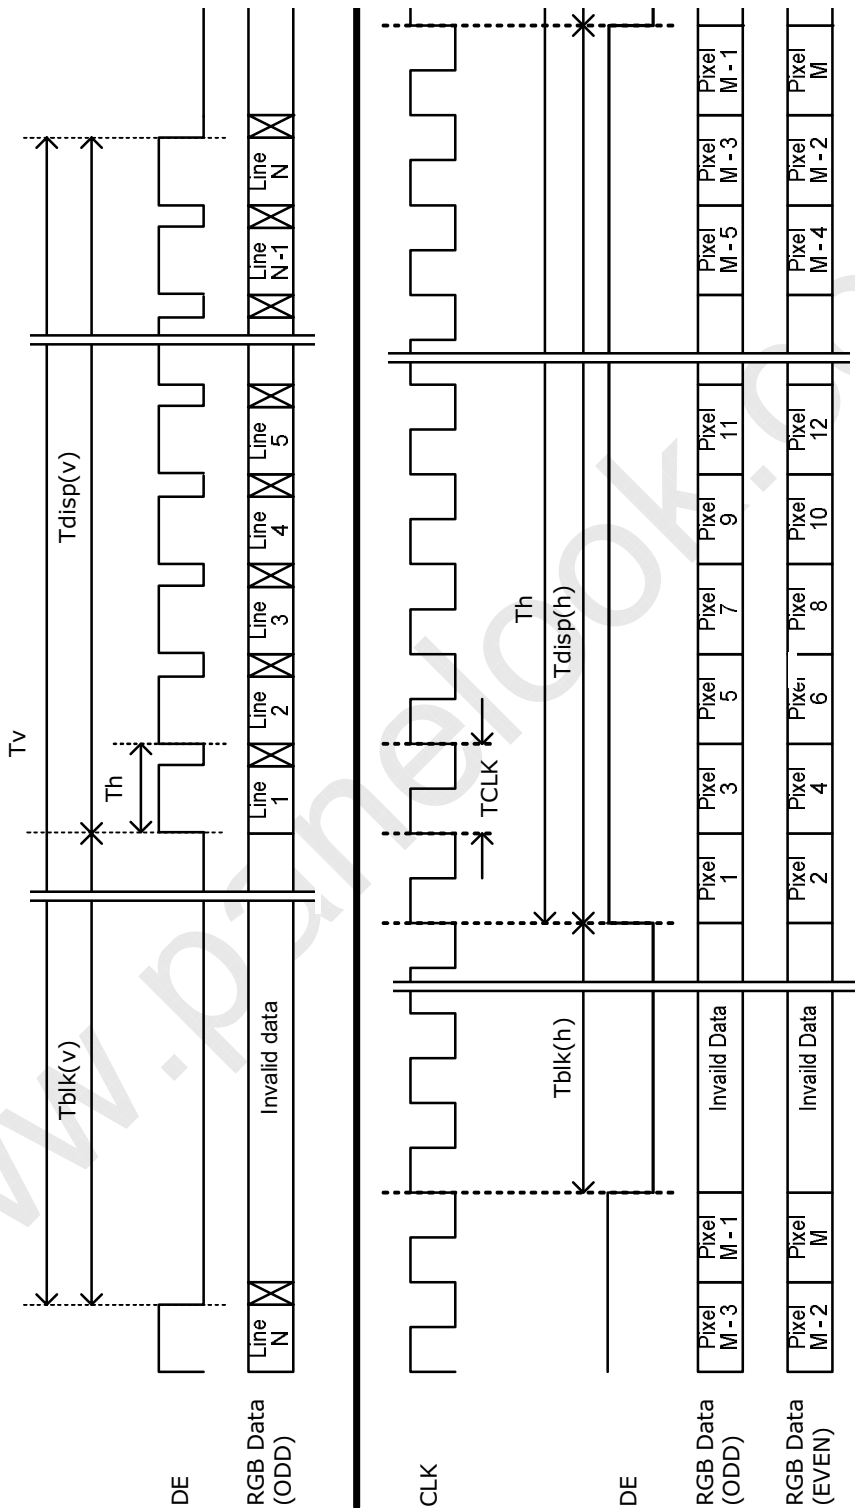 Tv
Tblk(v)
Tdisp(v)
Th
DE
RGB Data
(ODD)
Line
N
Invalid data
Line
1
Line
2
Line
3
Line
4
Line
5
Line
N-1
Line
N
CLK
TCLK
Th
Tblk(h)
Tdisp(h)
DE
RGB Data
(ODD)
Pixel
M - 3
Pixel
M - 1
Invaild Data
Pixel
1
Pixel
3
Pixel
5
Pixel
7
Pixel
9
Pixel
11
Pixel
M - 5
Pixel
M - 3
Pixel
M - 1
RGB Data
(EVEN)
Pixel
M - 2
Pixel
M
Invaild Data
Pixel
2
Pixel
4
Pixel
6
Pixel
8
Pixel
10
Pixel
12
Pixel
M - 4
Pixel
M - 2
Pixel
M